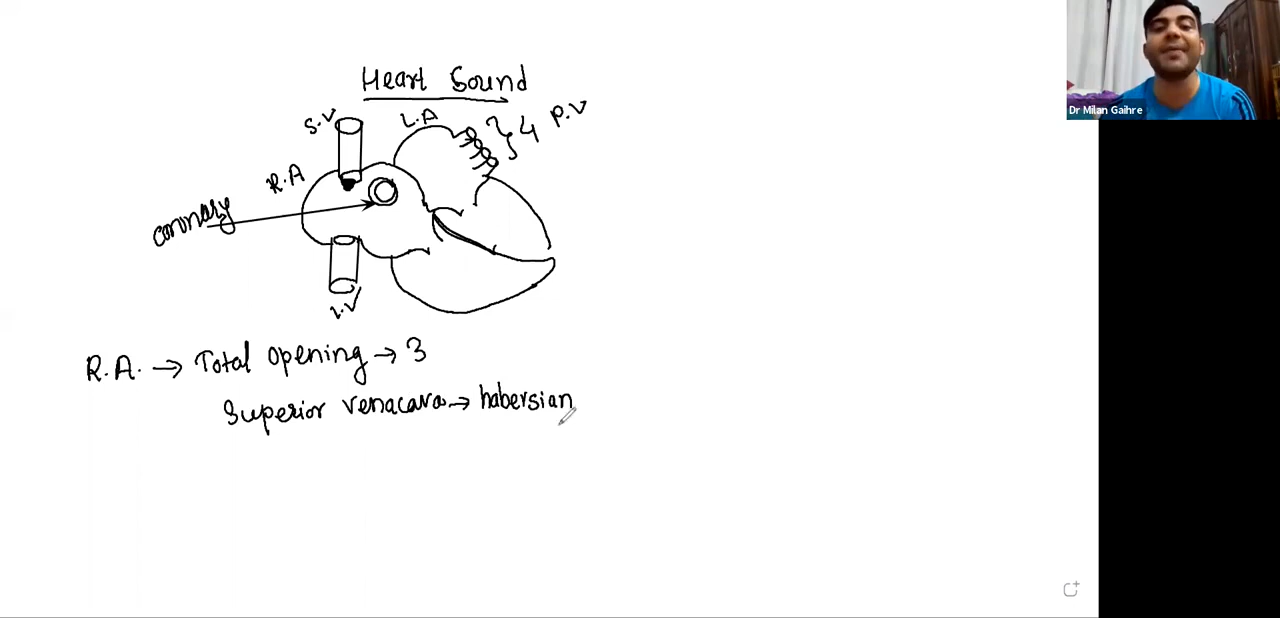 Heart Sound
S.V
L.A
4 P.V
R.A
coronary
I.V
R.A. → Total opening → 3
Superior venacava → habersian
Dr Milan Gaihre